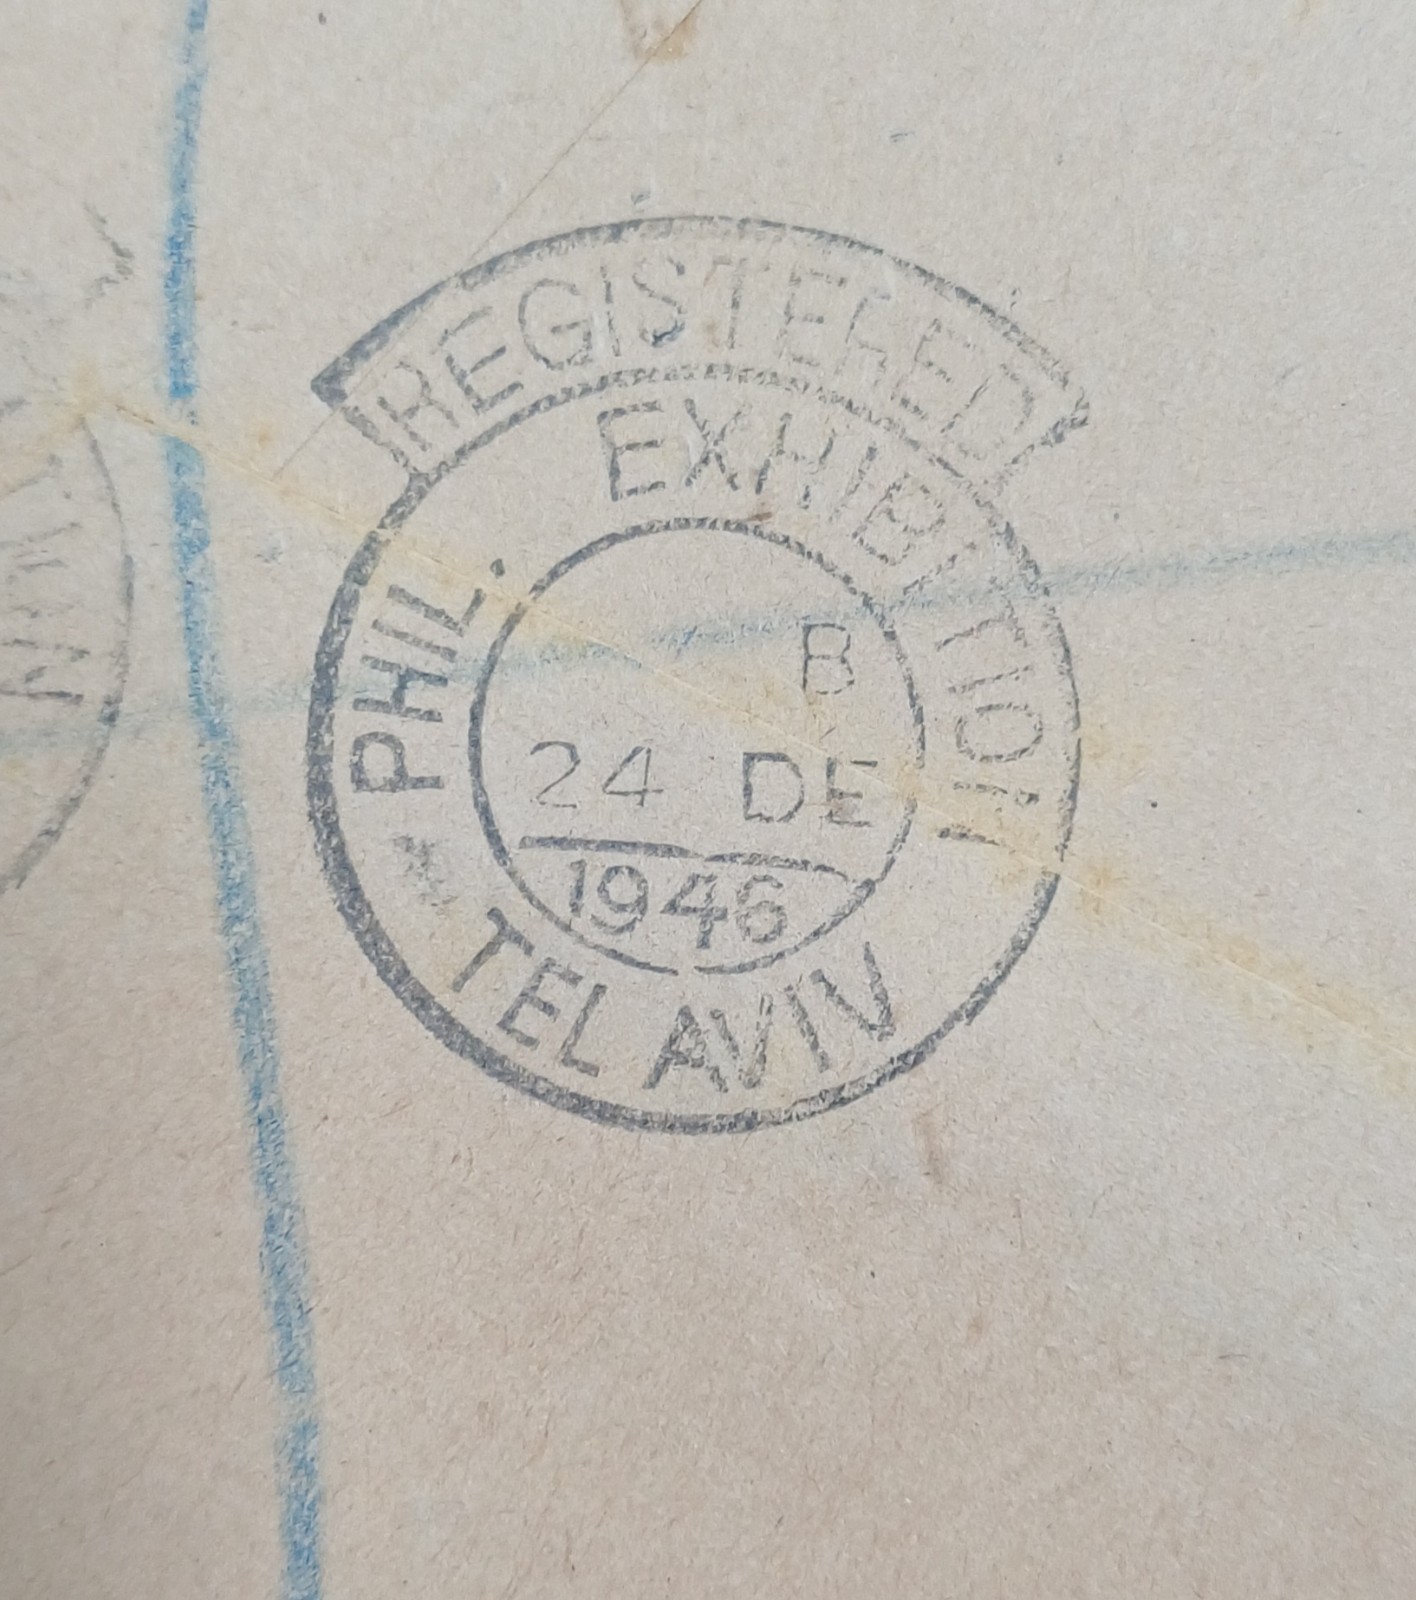 REGISTERED
PHIL. EXHIBITION
B
24 DE
1946
TEL AVIV